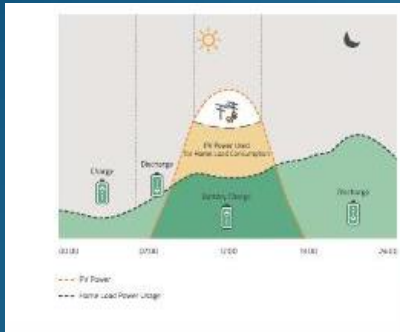 PV Power Used
for Home Load Consumption
Charge
Discharge
Battery Charge
Discharge
00:00
07:00
12:00
24:00
PV Power
Home Load Power Usage